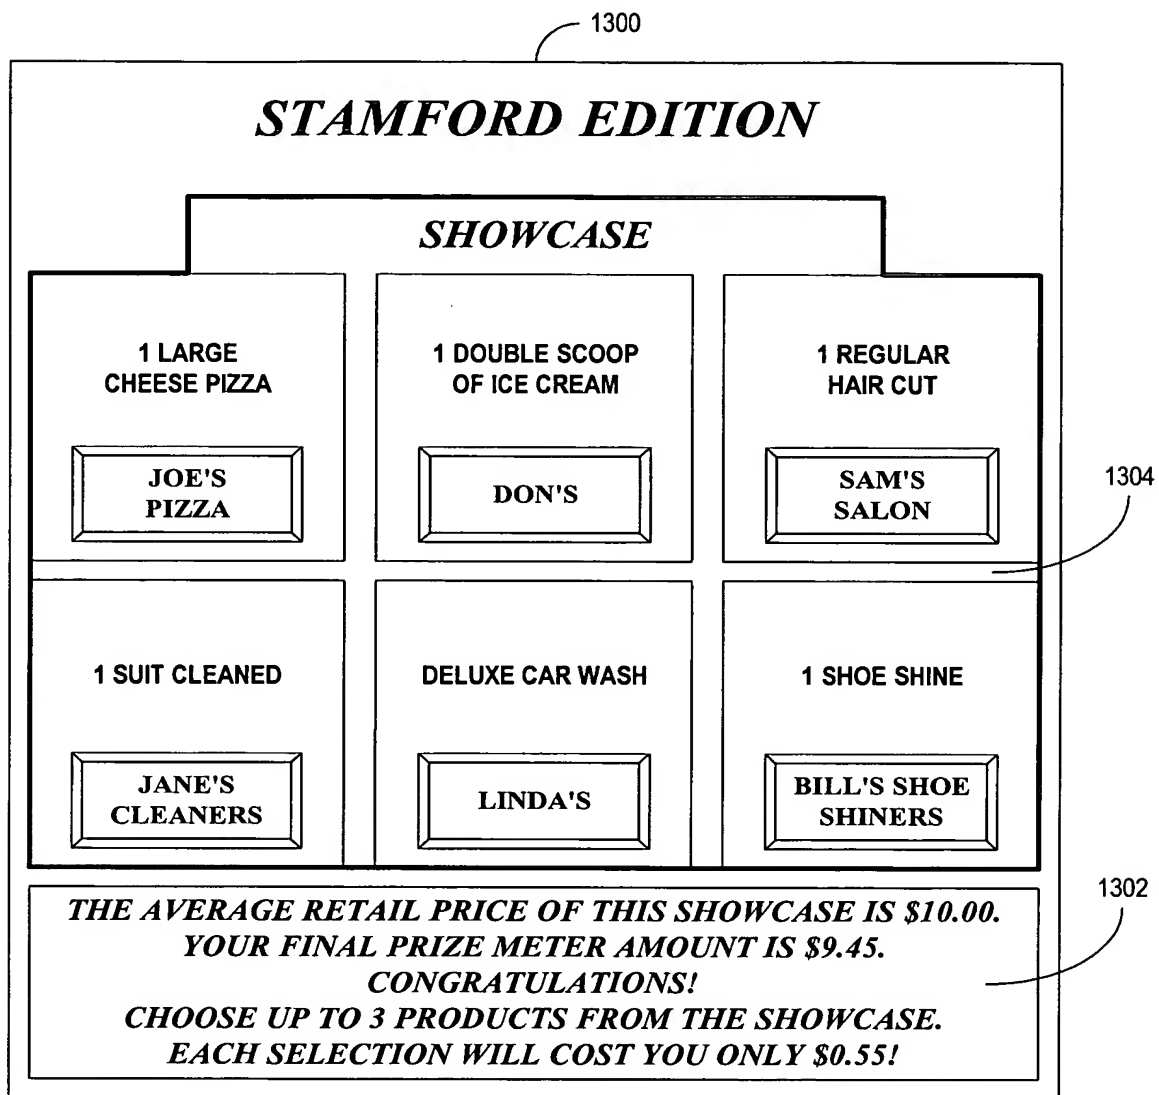 1300
STAMFORD EDITION
SHOWCASE
1 LARGE
CHEESE PIZZA
JOE'S
PIZZA
1 DOUBLE SCOOP
OF ICE CREAM
DON'S
1 REGULAR
HAIR CUT
SAM'S
SALON
1304
1 SUIT CLEANED
JANE'S
CLEANERS
DELUXE CAR WASH
LINDA'S
1 SHOE SHINE
BILL'S SHOE
SHINERS
1302
THE AVERAGE RETAIL PRICE OF THIS SHOWCASE IS $10.00.
YOUR FINAL PRIZE METER AMOUNT IS $9.45.
CONGRATULATIONS!
CHOOSE UP TO 3 PRODUCTS FROM THE SHOWCASE.
EACH SELECTION WILL COST YOU ONLY $0.55!